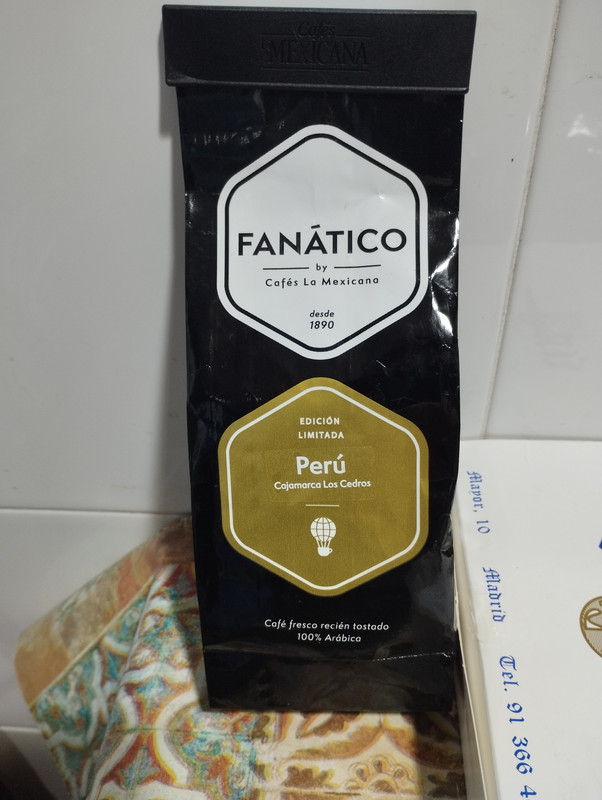 Cafés
MEXICANA
FANÁTICO
by
Cafés La Mexicana
desde
1890
EDICIÓN
LIMITADA
Perú
Cajamarca Los Cedros
Café fresco recién tostado
100% Arábica
Mayor, 10 Madrid Tel. 91 366 4